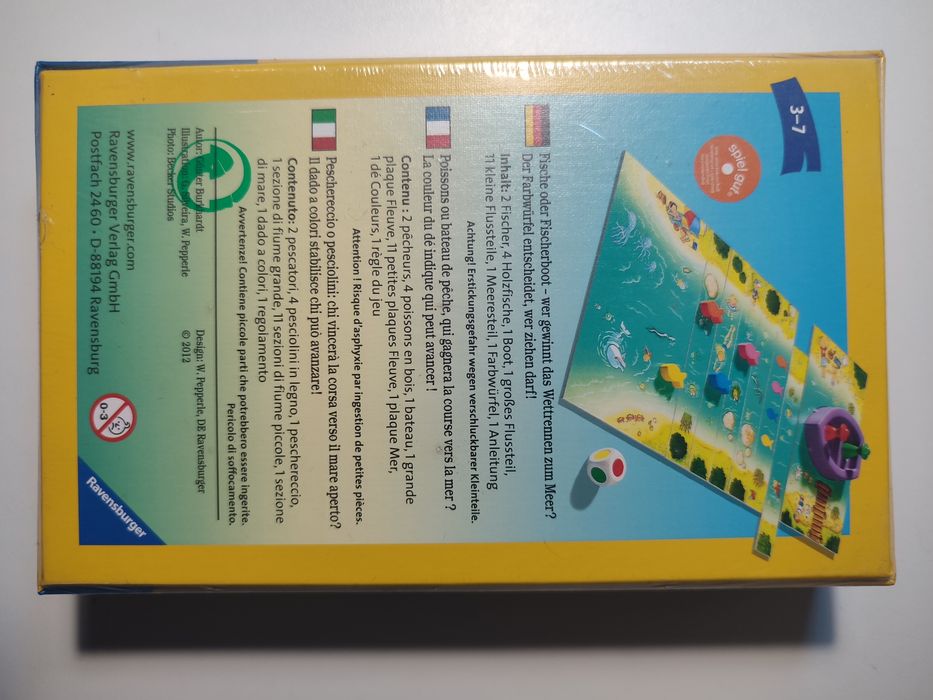 3–7
spiel gut
Fische oder Fischerboot – wer gewinnt das Wettrennen zum Meer?
Der Farbwürfel entscheidet, wer ziehen darf!
Inhalt: 2 Fischer, 4 Holzfische, 1 Boot, 1 großes Flussteil,
11 kleine Flussteile, 1 Meeresteil, 1 Farbwürfel, 1 Anleitung
Achtung! Erstickungsgefahr wegen verschluckbarer Kleinteile.
Poissons ou bateau de pêche, qui gagnera la course vers la mer ?
La couleur du dé indique qui peut avancer !
Contenu : 2 pêcheurs, 4 poissons en bois, 1 bateau, 1 grande
plaque Fleuve, 11 petites plaques Fleuve, 1 plaque Mer,
1 dé Couleurs, 1 règle du jeu
Attention ! Risque d'asphyxie par ingestion de petites pièces.
Peschereccio o pesciolini: chi vincerà la corsa verso il mare aperto?
Il dado a colori stabilisce chi può avanzare!
Contenuto: 2 pescatori, 4 pesciolini in legno, 1 peschereccio,
1 sezione di fiume grande, 11 sezioni di fiume piccole, 1 sezione
di mare, 1 dado a colori, 1 regolamento
Avvertenze! Contiene piccole parti che potrebbero essere ingerite.
Pericolo di soffocamento.
Autor: Günter Burkhardt
Design: W. Pepperle, DE Ravensburger
Illustration: H. Silveira, W. Pepperle
© 2012
Photo: Becker Studios
www.ravensburger.com
Ravensburger Verlag GmbH
Postfach 24 60 · D-88194 Ravensburg
0-3
Ravensburger